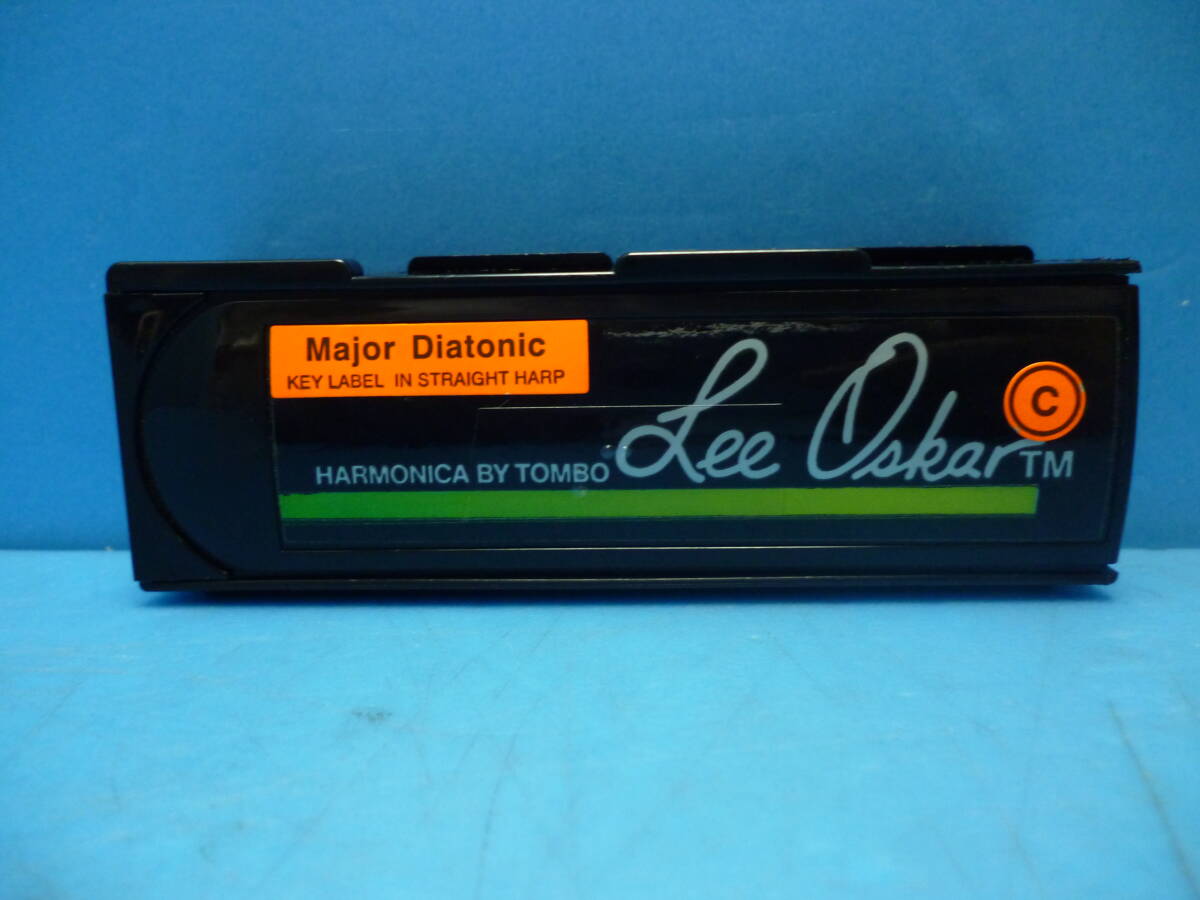 Major Diatonic
KEY LABEL IN STRAIGHT HARP
C
HARMONICA BY TOMBO Lee Oskar TM